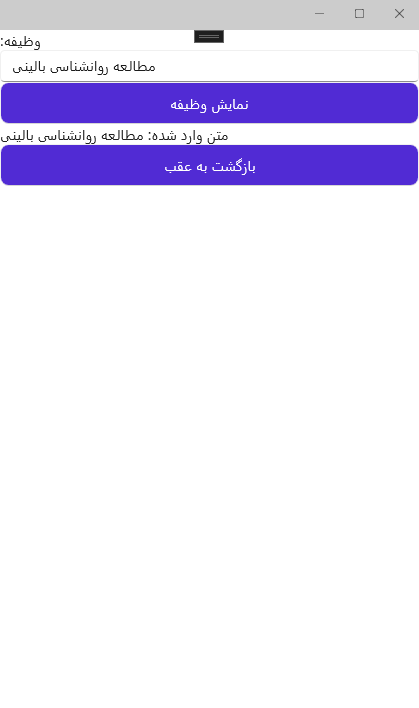 وظیفه:
مطالعه روانشناسی بالینی
نمایش وظیفه
متن وارد شده: مطالعه روانشناسی بالینی
بازگشت به عقب